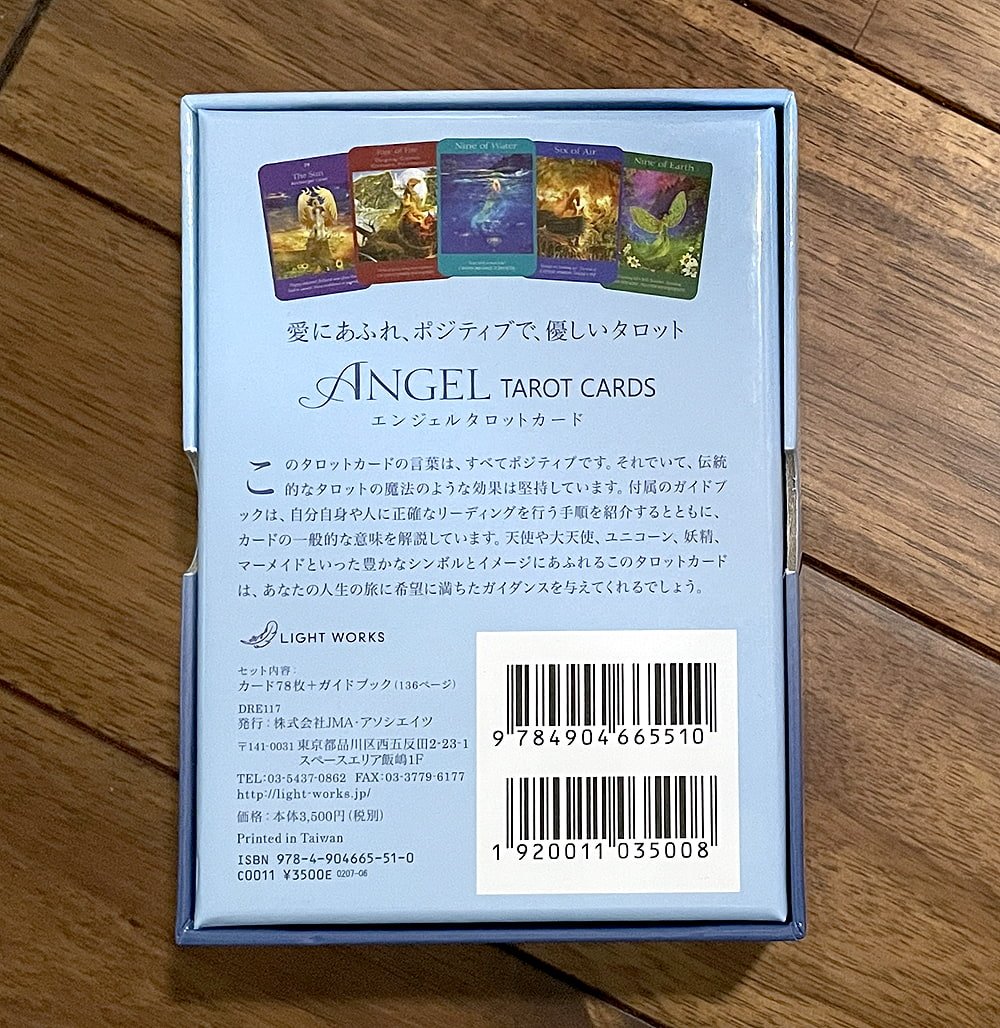 19
The Sun
Nine of Water
Six of Air
Nine of Earth
愛にあふれ、ポジティブで、優しいタロット
ANGEL TAROT CARDS
エンジェルタロットカード
このタロットカードの言葉は、すべてポジティブです。それでいて、伝統
的なタロットの魔法のような効果は堅持しています。付属のガイドブ
ックは、自分自身や人に正確なリーディングを行う手順を紹介するとともに、
カードの一般的な意味を解説しています。天使や大天使、ユニコーン、妖精、
マーメイドといった豊かなシンボルとイメージにあふれるこのタロットカード
は、あなたの人生の旅に希望に満ちたガイダンスを与えてくれるでしょう。
LIGHT WORKS
セット内容:
カード78枚+ガイドブック(136ページ)
DRE117
発行:株式会社JMA・アソシエイツ
〒141-0031 東京都品川区西五反田2-23-1
スペースエリア飯嶋1F
TEL:03-5437-0862 FAX:03-3779-6177
http://light-works.jp/
価格:本体3,500円(税別)
Printed in Taiwan
ISBN 978-4-904665-51-0
C0011 ¥3500E 0207-06
9 784904 665510
1 920011 035008